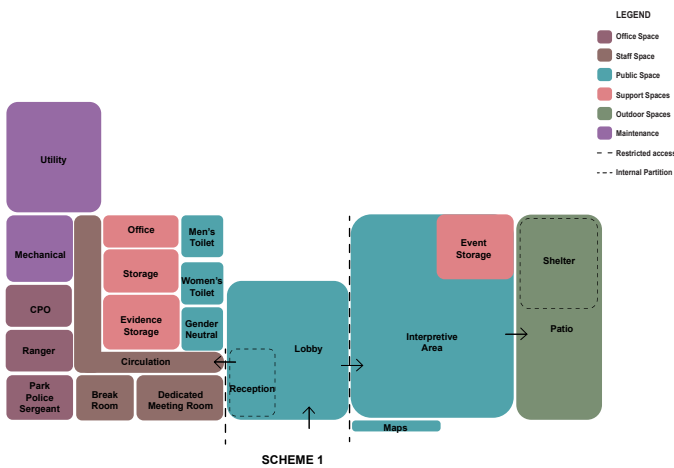 LEGEND
Office Space
Staff Space
Public Space
Support Spaces
Outdoor Spaces
Maintenance
Restricted access
Internal Partition
Utility
Mechanical
CPO
Ranger
Park
Police
Sergeant
Office
Storage
Evidence
Storage
Men's
Toilet
Women's
Toilet
Gender
Neutral
Circulation
Break
Room
Dedicated
Meeting Room
Reception
Lobby
Interpretive
Area
Event
Storage
Maps
Shelter
Patio
SCHEME 1